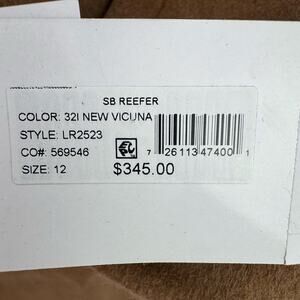 SB REEFER
COLOR: 32I NEW VICUNA
STYLE: LR2523
CO#: 569546
SIZE: 12
$345.00
7 26113 47400 1